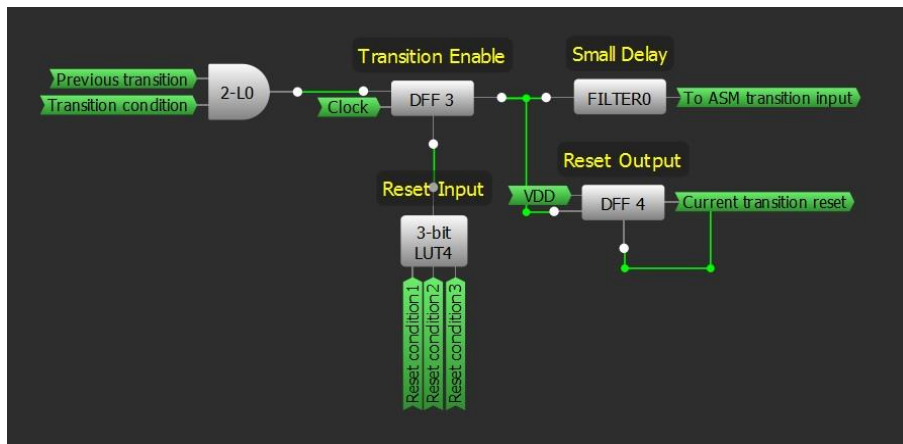 Transition Enable
Small Delay
Previous transition
Transition condition
2-L0
Clock
DFF 3
FILTER0
To ASM transition input
Reset Input
Reset Output
VDD
DFF 4
Current transition reset
3-bit
LUT4
Reset condition1
Reset condition2
Reset condition3